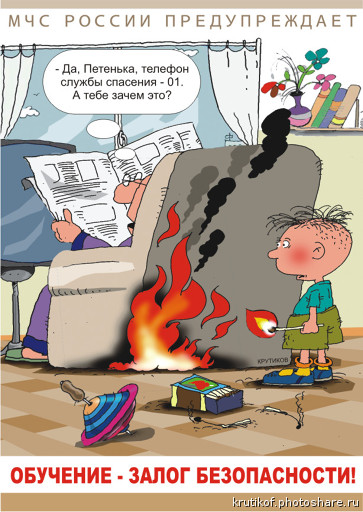 МЧС РОССИИ ПРЕДУПРЕЖДАЕТ
- Да, Петенька, телефон
службы спасения - 01.
А тебе зачем это?
КРУТИКОВ
ОБУЧЕНИЕ - ЗАЛОГ БЕЗОПАСНОСТИ!
krutikof.photoshare.ru